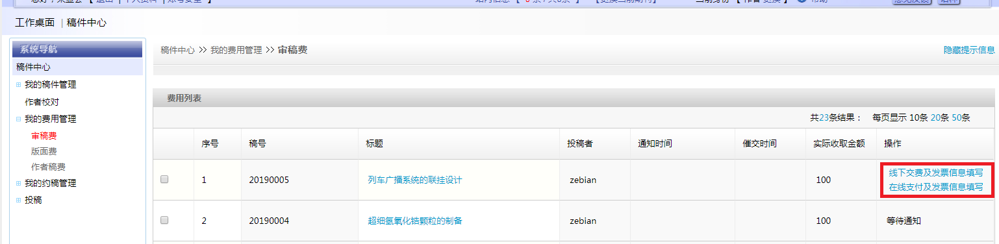 工作桌面 | 稿件中心
系统导航
稿件中心
我的稿件管理
作者校对
我的费用管理
审稿费
版面费
作者稿费
我的约稿管理
投稿
稿件中心 >> 我的费用管理 >> 审稿费
隐藏提示信息
费用列表
共23条结果： 每页显示 10条 20条 50条
序号 稿号 标题 投稿者 通知时间 催交时间 实际收取金额 操作
1 20190005 列车广播系统的联挂设计 zebian 100 线下交费及发票信息填写
在线支付及发票信息填写
2 20190004 超细氢氧化锆颗粒的制备 zebian 100 等待通知